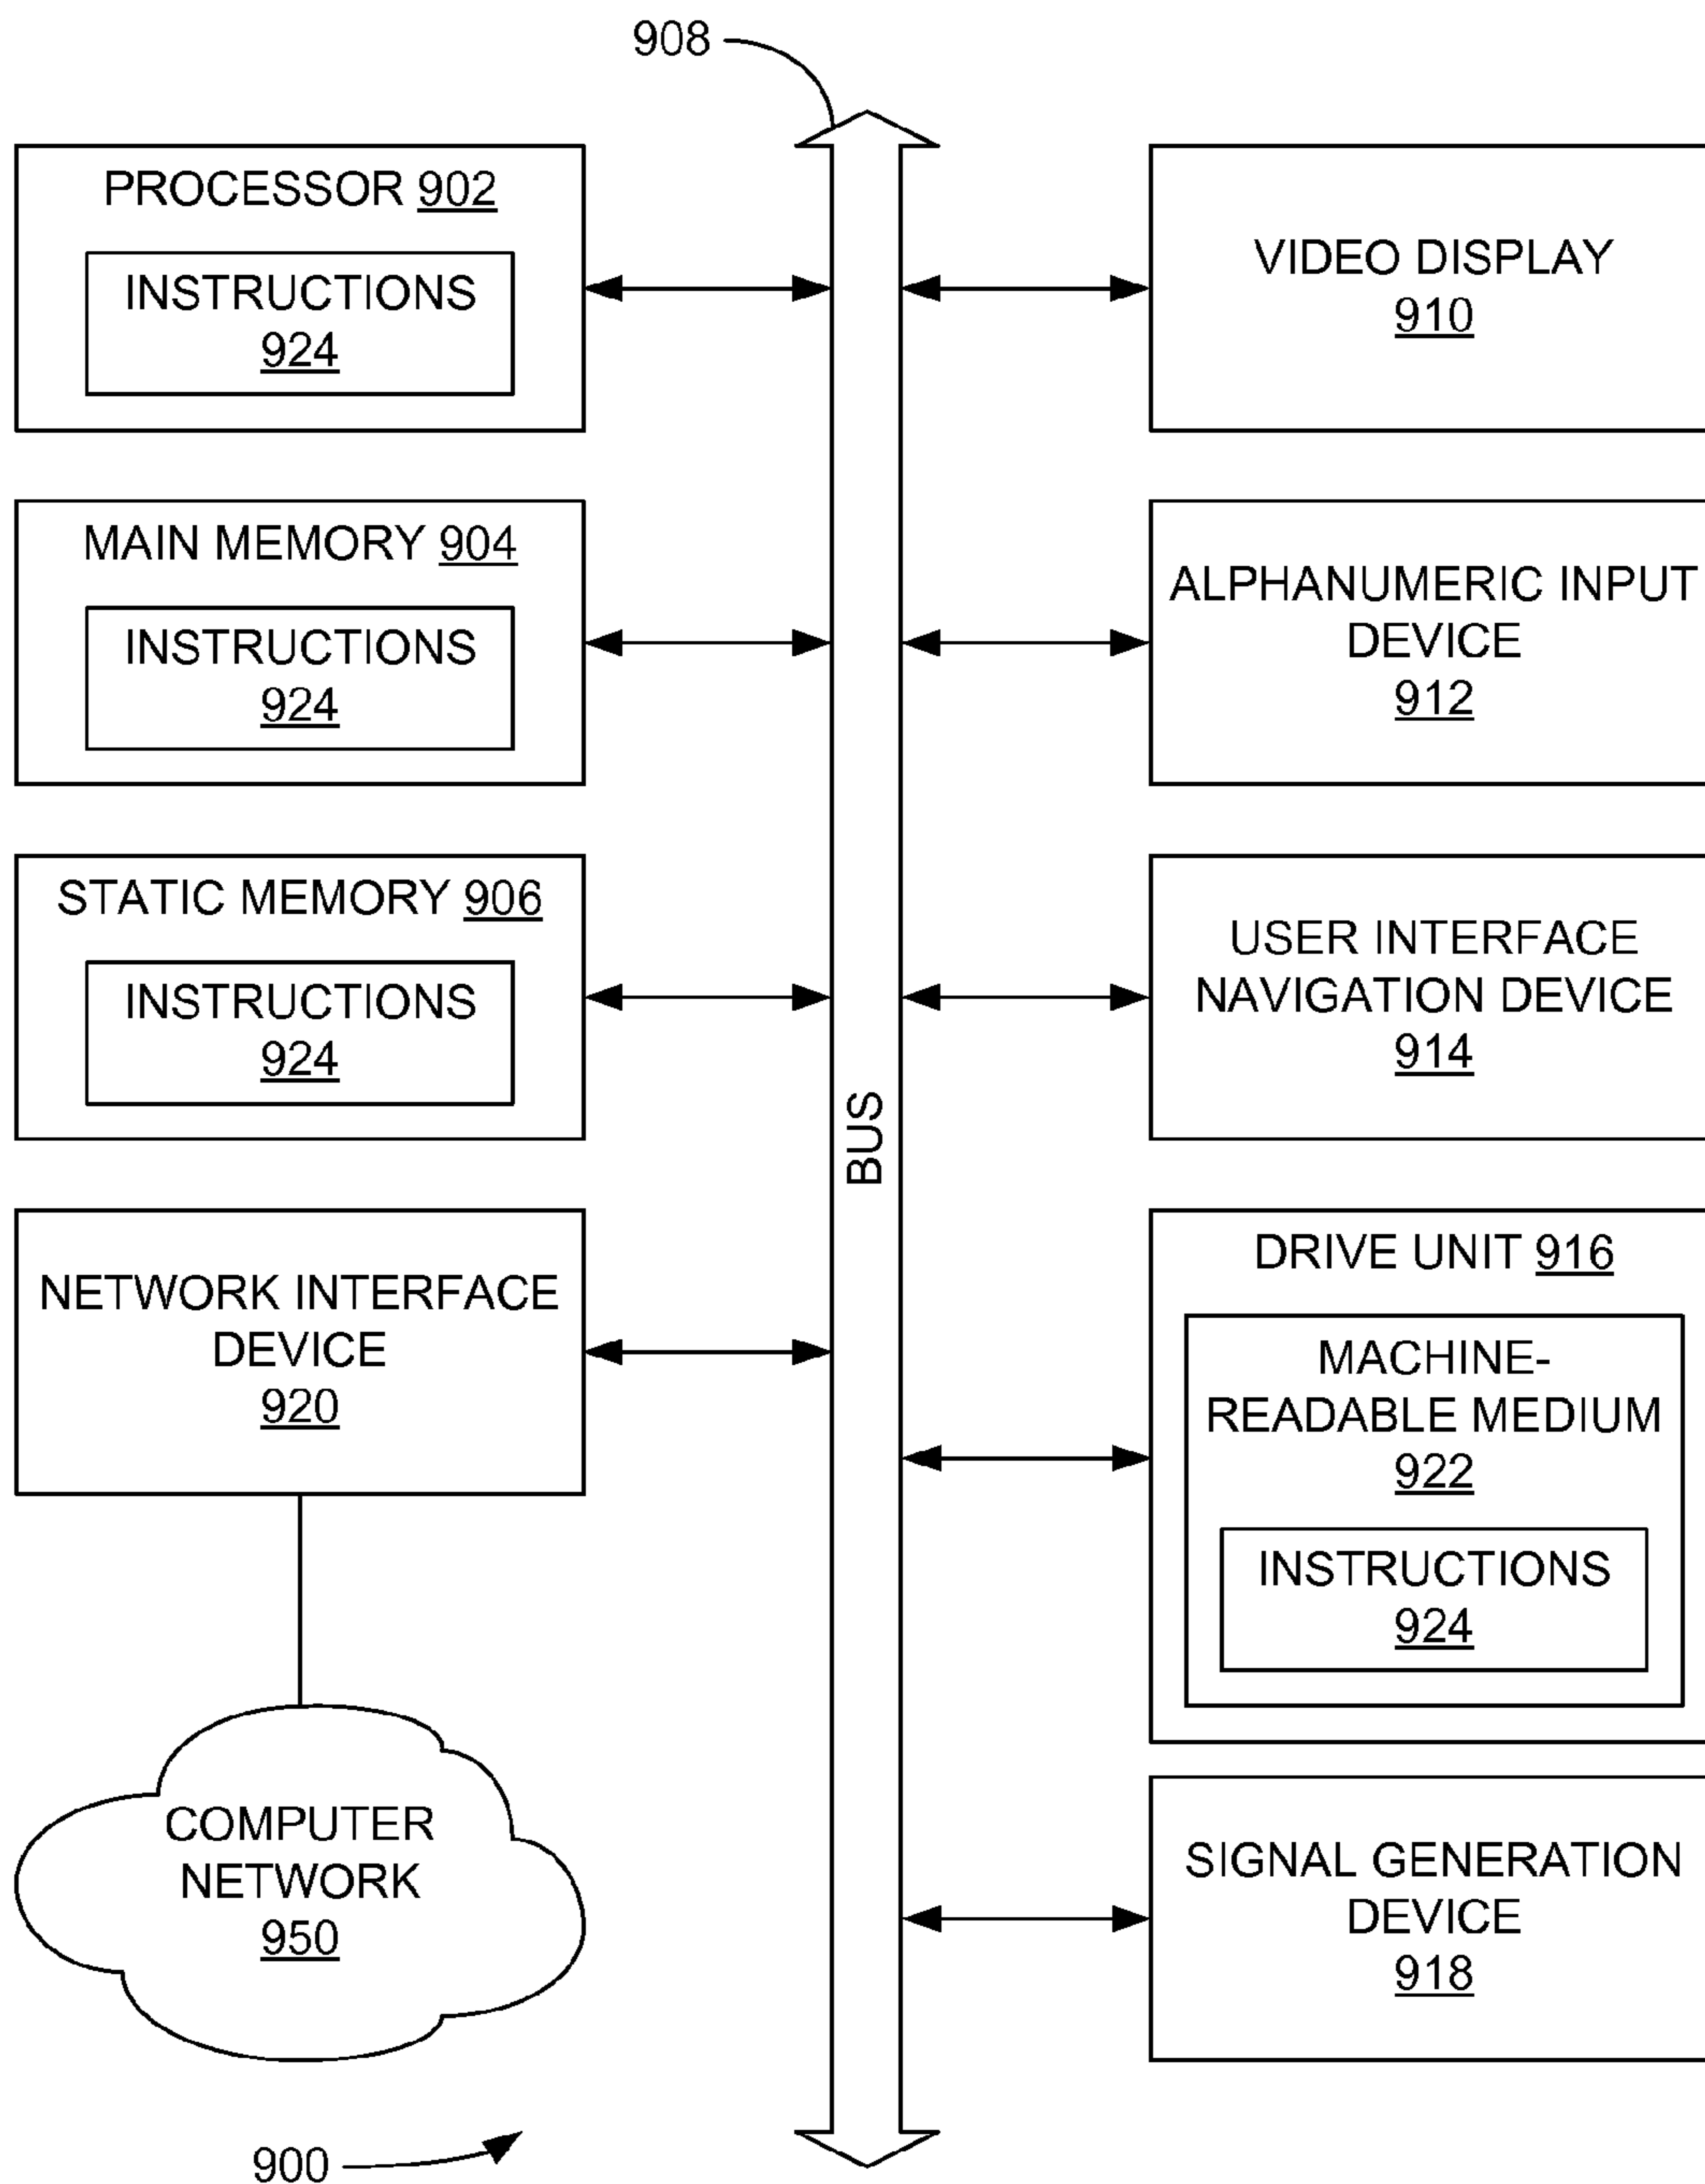 908
PROCESSOR 902
INSTRUCTIONS
924
MAIN MEMORY 904
INSTRUCTIONS
924
STATIC MEMORY 906
INSTRUCTIONS
924
NETWORK INTERFACE
DEVICE
920
COMPUTER
NETWORK
950
900
BUS
VIDEO DISPLAY
910
ALPHANUMERIC INPUT
DEVICE
912
USER INTERFACE
NAVIGATION DEVICE
914
DRIVE UNIT 916
MACHINE-
READABLE MEDIUM
922
INSTRUCTIONS
924
SIGNAL GENERATION
DEVICE
918